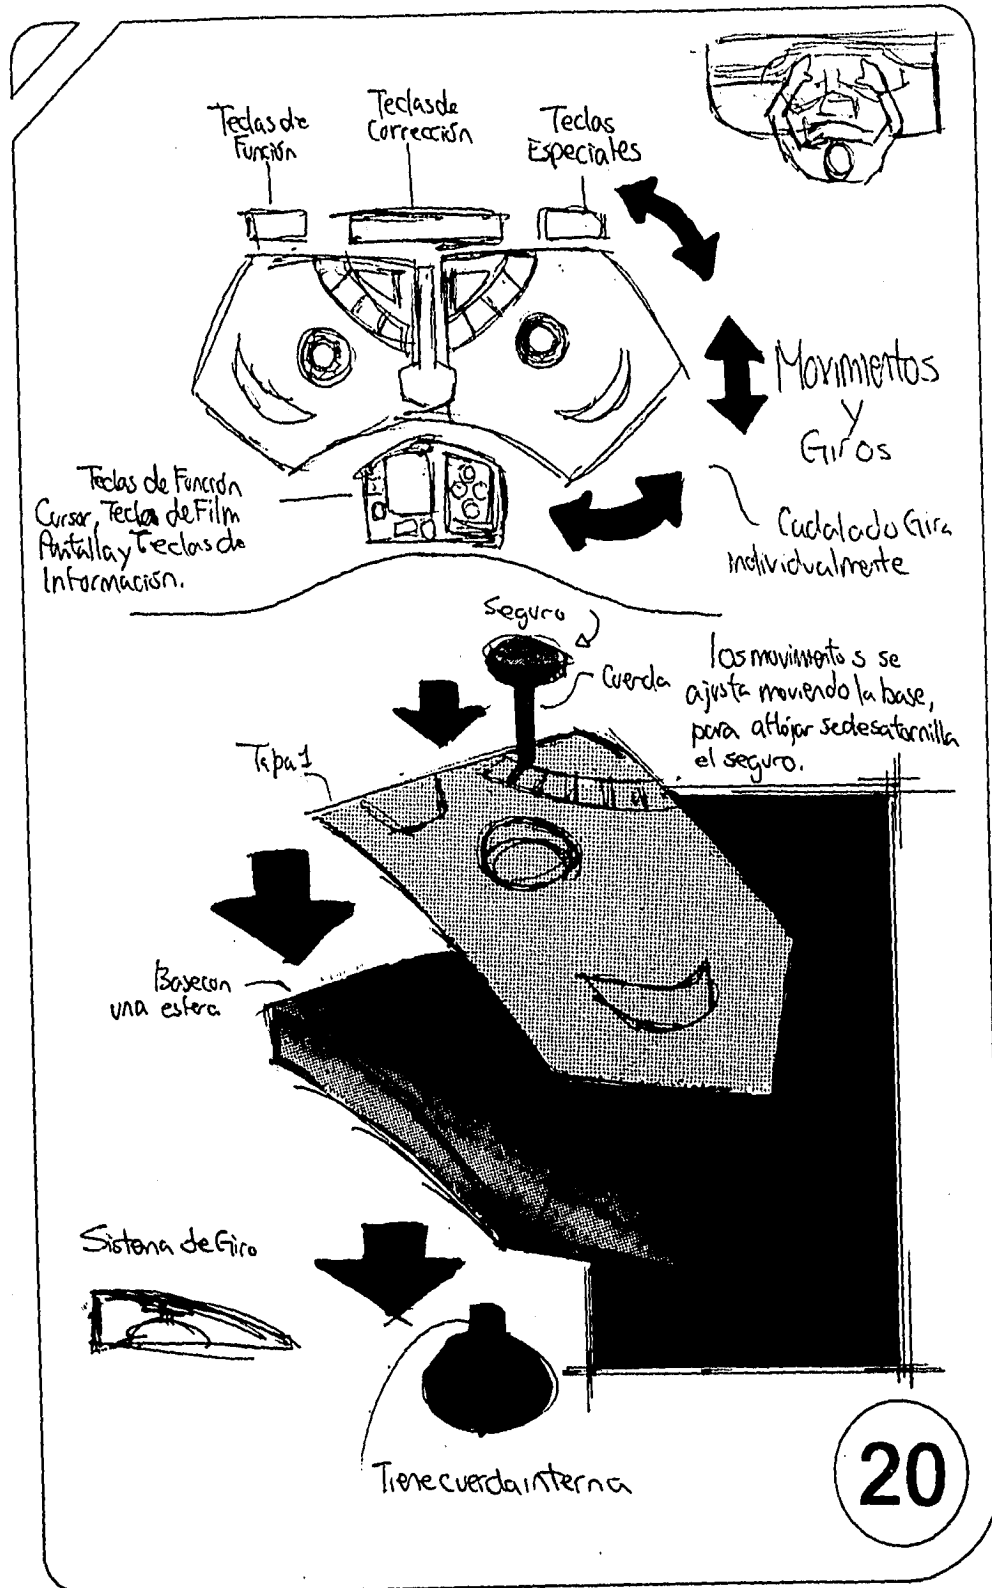 Teclas de
Función
Teclas de
Corrección
Teclas
Especiales
Movimientos
y
Giros
Teclas de Función
Cursor, Teclas de Film
Pantalla y Teclas de
Información.
Cada lado Gira
individualmente
Seguro
Cuerda
los movimientos se
ajusta moviendo la base,
para aflojar se desatornilla
el seguro.
Tapa 1
Base con
una esfera
Sistema de Giro
Tiene cuerda interna
20